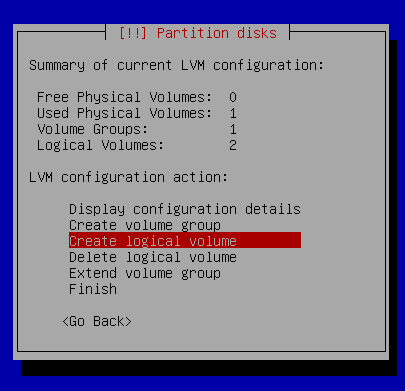 [!!] Partition disks
Summary of current LVM configuration:
Free Physical Volumes: 0
Used Physical Volumes: 1
Volume Groups: 1
Logical Volumes: 2
LVM configuration action:
Display configuration details
Create volume group
Create logical volume
Delete logical volume
Extend volume group
Finish
<Go Back>